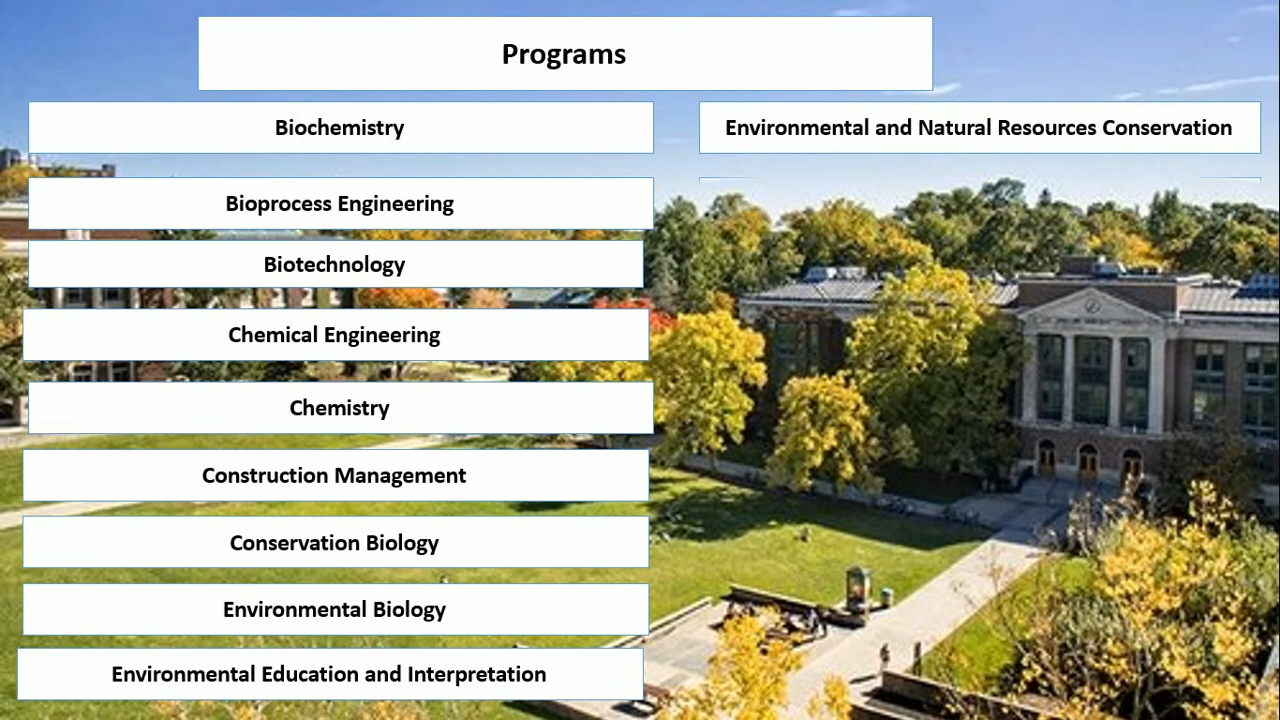 Programs
Biochemistry
Bioprocess Engineering
Biotechnology
Chemical Engineering
Chemistry
Construction Management
Conservation Biology
Environmental Biology
Environmental Education and Interpretation
Environmental and Natural Resources Conservation